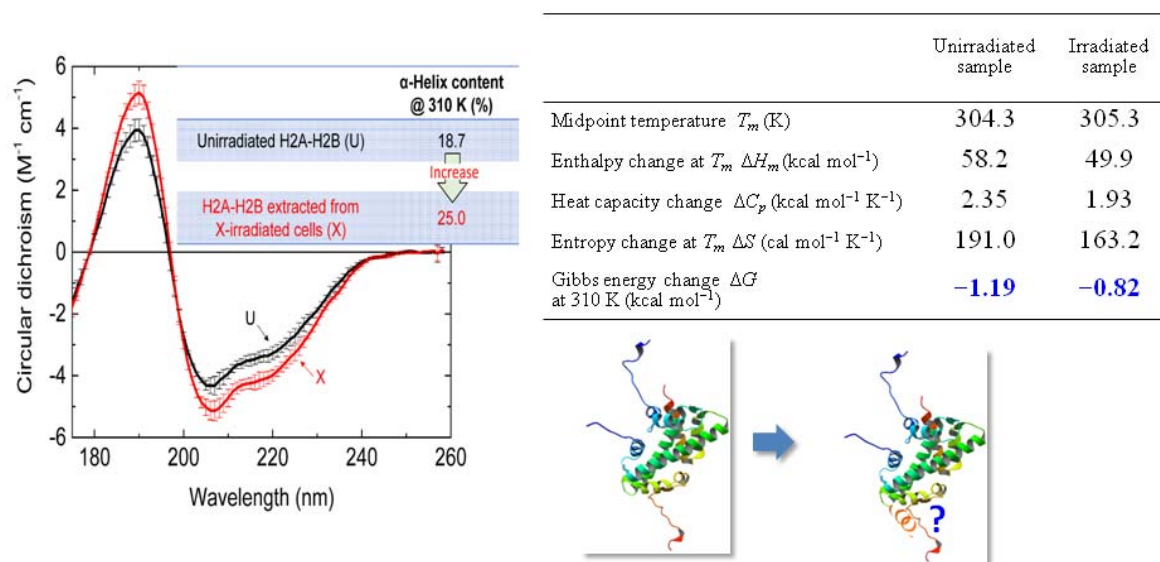 6
4
2
0
-2
-4
-6
180
200
220
240
260
Circular dichroism (M⁻¹ cm⁻¹)
Wavelength (nm)
α-Helix content
@ 310 K (%)
Unirradiated H2A-H2B (U)
18.7
Increase
H2A-H2B extracted from
X-irradiated cells (X)
25.0
U
X
Unirradiated Irradiated
sample sample
Midpoint temperature Tm (K) 304.3 305.3
Enthalpy change at Tm ΔHm (kcal mol⁻¹) 58.2 49.9
Heat capacity change ΔCp (kcal mol⁻¹ K⁻¹) 2.35 1.93
Entropy change at Tm ΔS (cal mol⁻¹ K⁻¹) 191.0 163.2
Gibbs energy change ΔG
at 310 K (kcal mol⁻¹) −1.19 −0.82
?